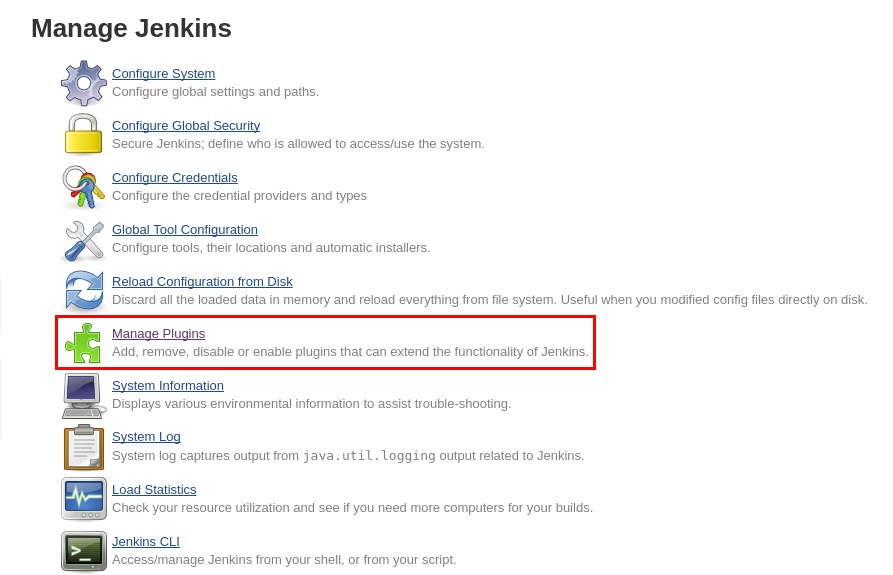 Manage Jenkins
Configure System
Configure global settings and paths.
Configure Global Security
Secure Jenkins; define who is allowed to access/use the system.
Configure Credentials
Configure the credential providers and types
Global Tool Configuration
Configure tools, their locations and automatic installers.
Reload Configuration from Disk
Discard all the loaded data in memory and reload everything from file system. Useful when you modified config files directly on disk.
Manage Plugins
Add, remove, disable or enable plugins that can extend the functionality of Jenkins.
System Information
Displays various environmental information to assist trouble-shooting.
System Log
System log captures output from java.util.logging output related to Jenkins.
Load Statistics
Check your resource utilization and see if you need more computers for your builds.
Jenkins CLI
Access/manage Jenkins from your shell, or from your script.